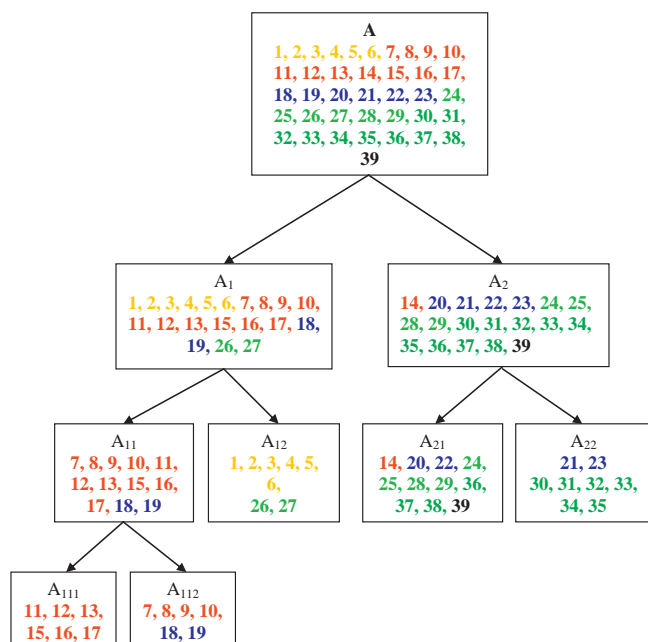 A
1, 2, 3, 4, 5, 6, 7, 8, 9, 10,
11, 12, 13, 14, 15, 16, 17,
18, 19, 20, 21, 22, 23, 24,
25, 26, 27, 28, 29, 30, 31,
32, 33, 34, 35, 36, 37, 38,
39
A1
1, 2, 3, 4, 5, 6, 7, 8, 9, 10,
11, 12, 13, 15, 16, 17, 18,
19, 26, 27
A2
14, 20, 21, 22, 23, 24, 25,
28, 29, 30, 31, 32, 33, 34,
35, 36, 37, 38, 39
A11
7, 8, 9, 10, 11,
12, 13, 15, 16,
17, 18, 19
A12
1, 2, 3, 4, 5,
6,
26, 27
A21
14, 20, 22, 24,
25, 28, 29, 36,
37, 38, 39
A22
21, 23
30, 31, 32, 33,
34, 35
A111
11, 12, 13,
15, 16, 17
A112
7, 8, 9, 10,
18, 19